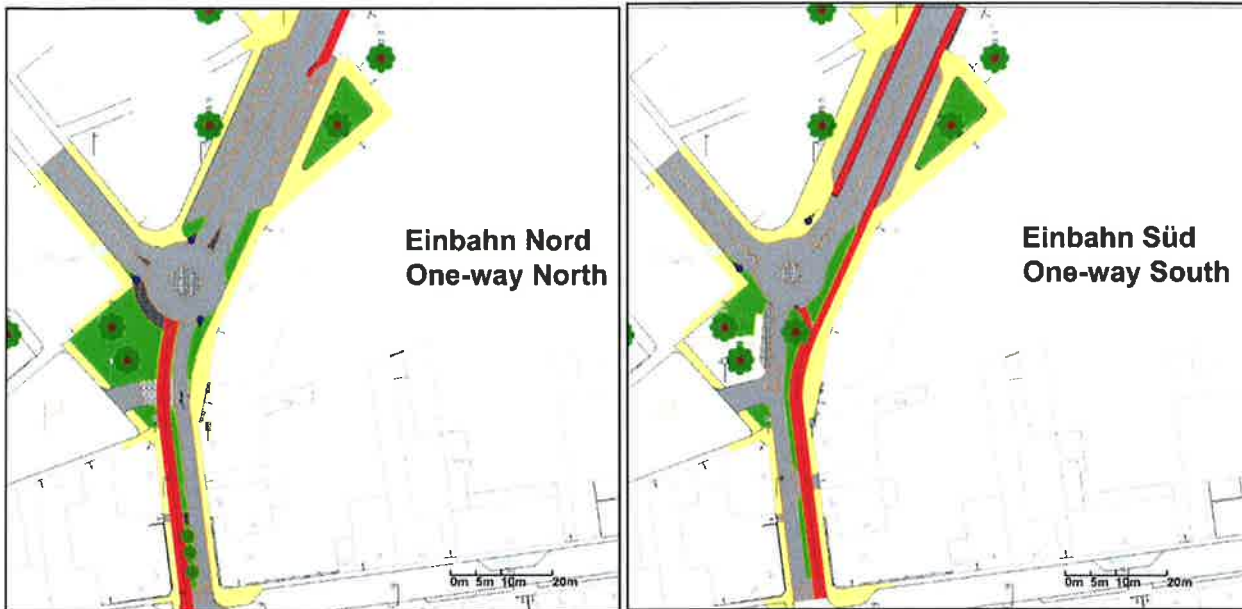 Einbahn Nord
One-way North
0m 5m 10m 20m
Einbahn Süd
One-way South
0m 5m 10m 20m